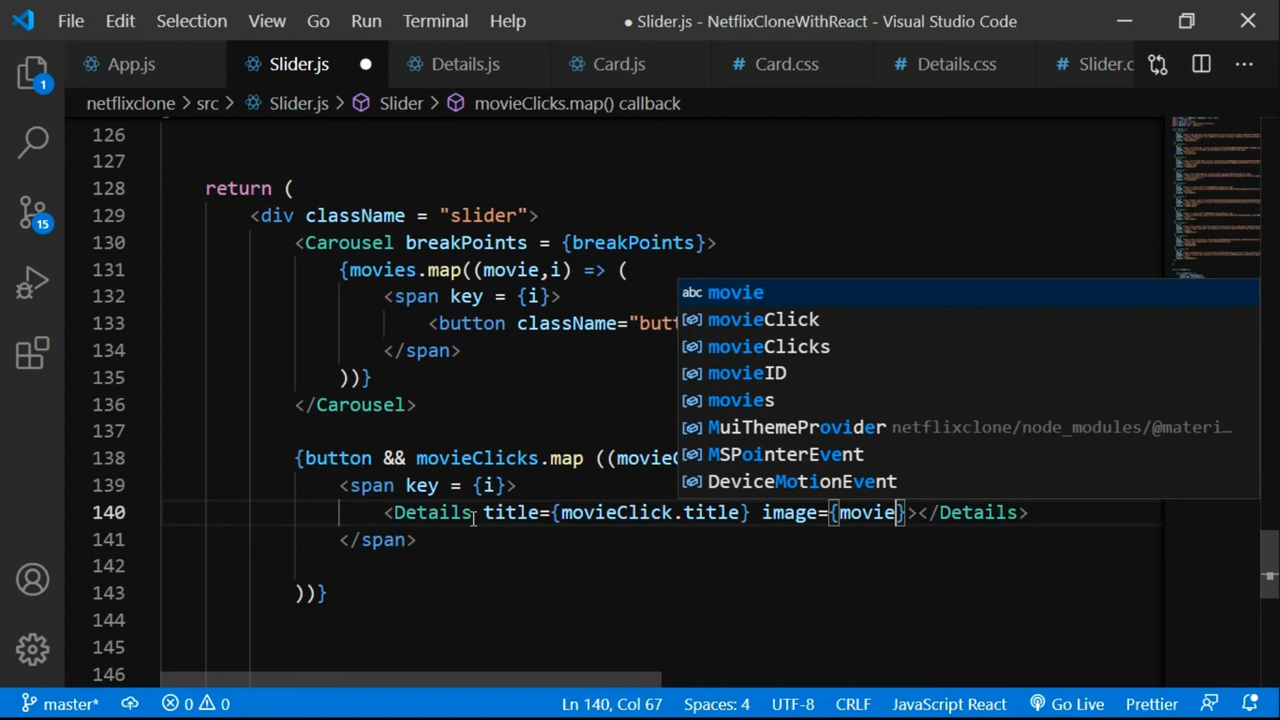 File Edit Selection View Go Run Terminal Help ● Slider.js - NetflixCloneWithReact - Visual Studio Code
App.js Slider.js Details.js Card.js # Card.css # Details.css # Slider.c ...
netflixclone > src > Slider.js > Slider > movieClicks.map() callback
1
15
126
127
128 return (
129 <div className = "slider">
130 <Carousel breakPoints = {breakPoints}>
131 {movies.map((movie,i) => (
132 <span key = {i}>
133 <button className="but
134 </span>
135 ))}
136 </Carousel>
137
138 {button && movieClicks.map ((movieC
139 <span key = {i}>
140 <Details title={movieClick.title} image={movie}></Details>
141 </span>
142
143 ))}
144
145
146
abc movie
movieClick
movieClicks
movieID
movies
MuiThemeProvider netflixclone/node_modules/@materi…
MSPointerEvent
DeviceMotionEvent
master* 0 0 Ln 140, Col 67 Spaces: 4 UTF-8 CRLF JavaScript React Go Live Prettier